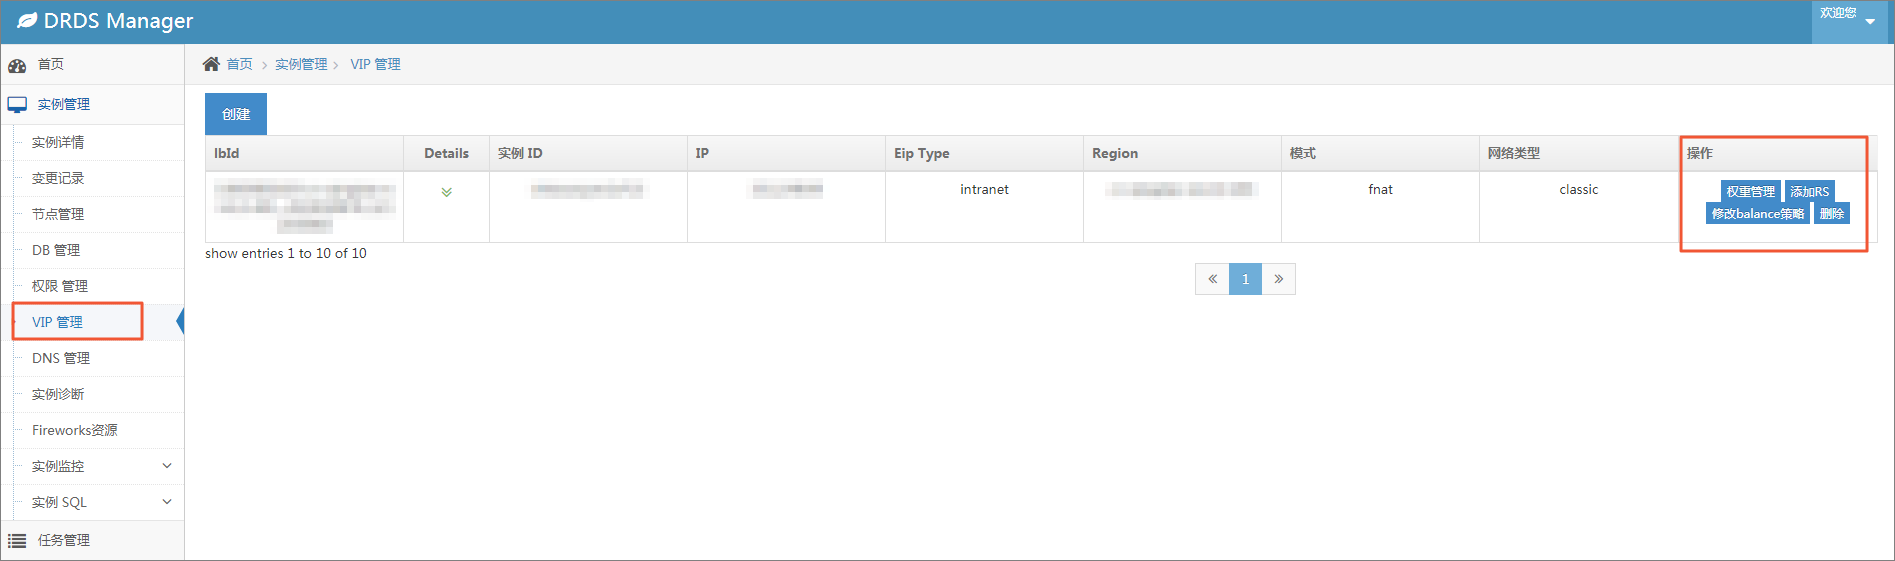 DRDS Manager
欢迎您
首页
实例管理
实例详情
变更记录
节点管理
DB 管理
权限 管理
VIP 管理
DNS 管理
实例诊断
Fireworks资源
实例监控
实例 SQL
任务管理
首页 > 实例管理 > VIP 管理
创建
lbId Details 实例 ID IP Eip Type Region 模式 网络类型 操作
intranet fnat classic 权重管理 添加RS
修改balance策略 删除
show entries 1 to 10 of 10
« 1 »